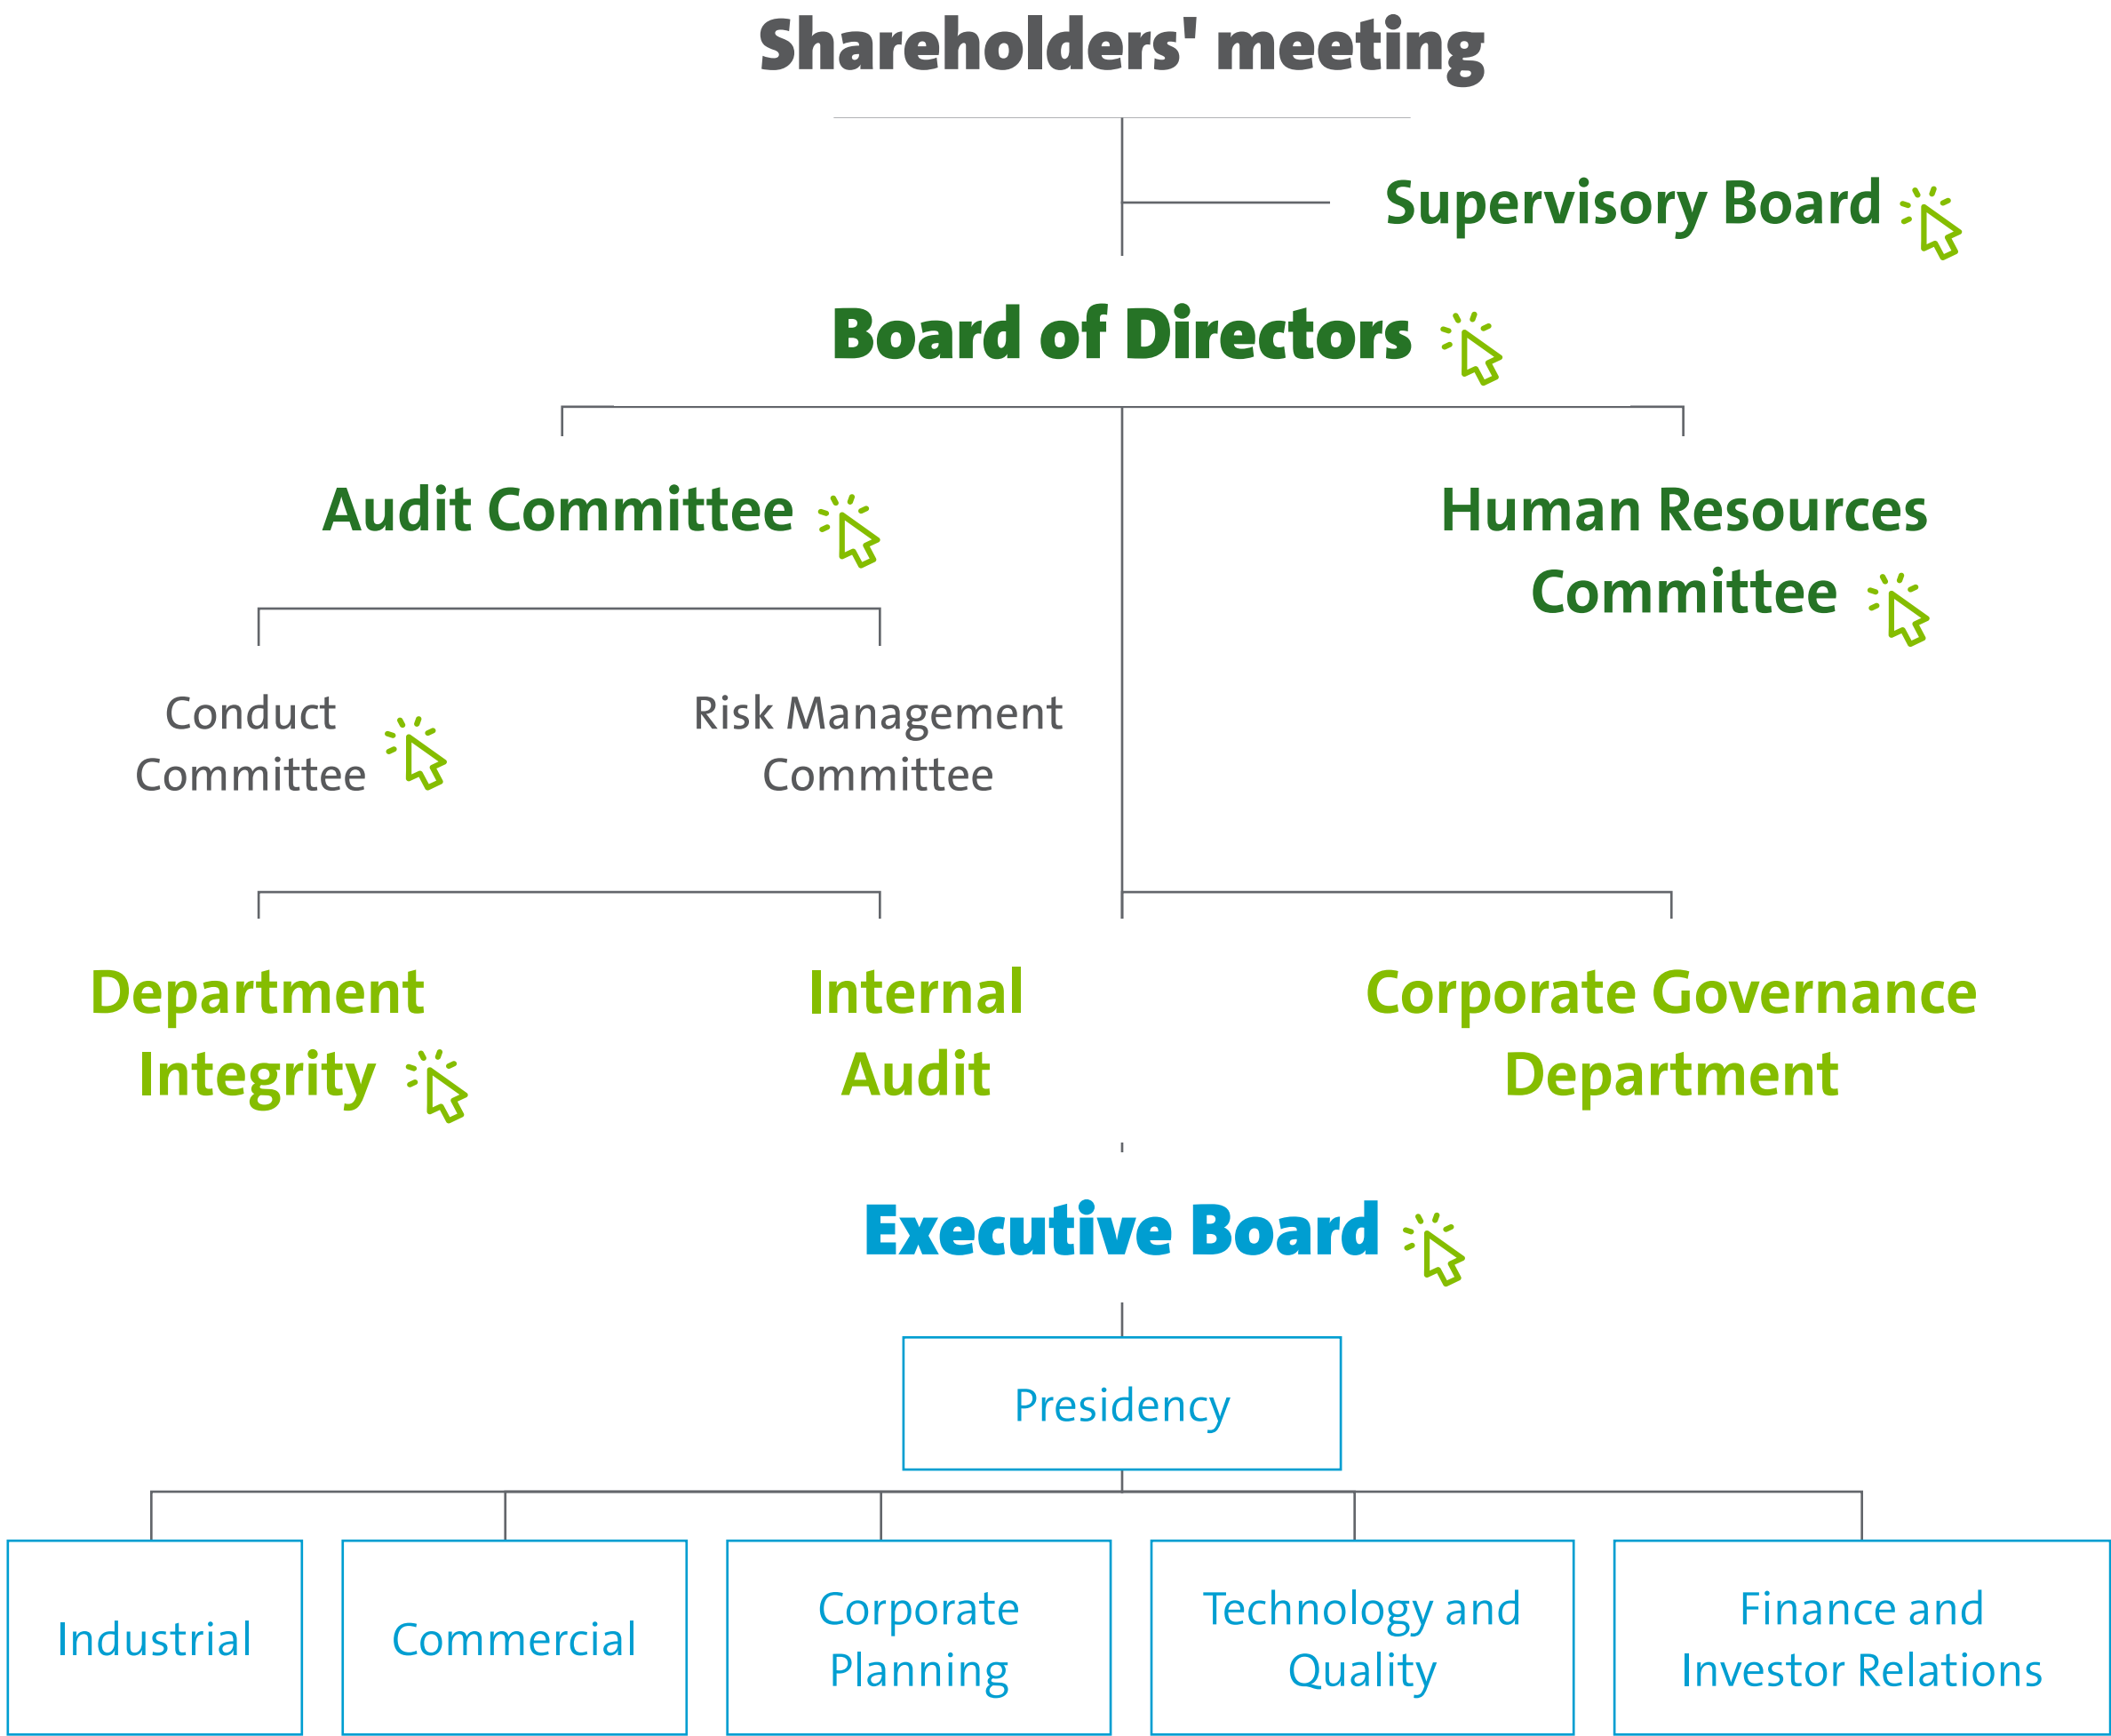 Shareholders' meeting
Supervisory Board
Board of Directors
Audit Committee
Human Resources
Committee
Conduct
Committee
Risk Management
Committee
Department
Integrity
Internal
Audit
Corporate Governance
Department
Executive Board
Presidency
Industrial
Commercial
Corporate
Planning
Technology and
Quality
Finance and
Investor Relations